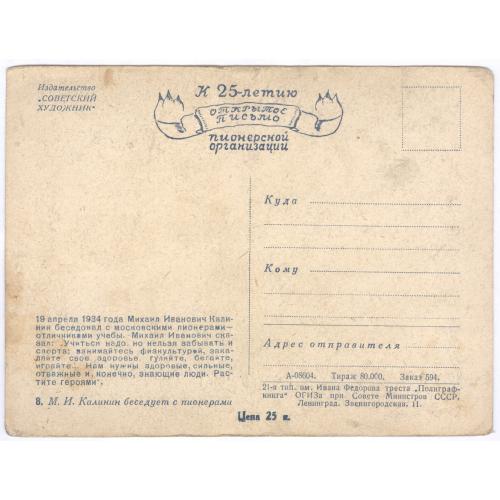 Издательство
„СОВЕТСКИЙ
ХУДОЖНИК“
К 25-летию
ОТКРЫТОЕ
ПИСЬМО
пионерской
организации
Куда
Кому
Адрес отправителя
19 апреля 1934 года Михаил Иванович Кали-
нин беседовал с московскими пионерами—
отличниками учебы. Михаил Иванович ска-
зал: „Учиться надо, но нельзя забывать и
спорта: занимайтесь физкультурой, зака-
ляйте свое здоровье, гуляйте, бегайте,
играйте... Нам нужны здоровые, сильные,
отважные и, конечно, знающие люди. Рас-
тите героями“.
8. М. И. Калинин беседует с пионерами
А-08604. Тираж 80.000. Заказ 594.
21-я тип. им. Ивана Федорова треста „Полиграф-
книга“ ОГИЗа при Совете Министров СССР.
Ленинград, Звенигородская, 11.
Цена 25 к.